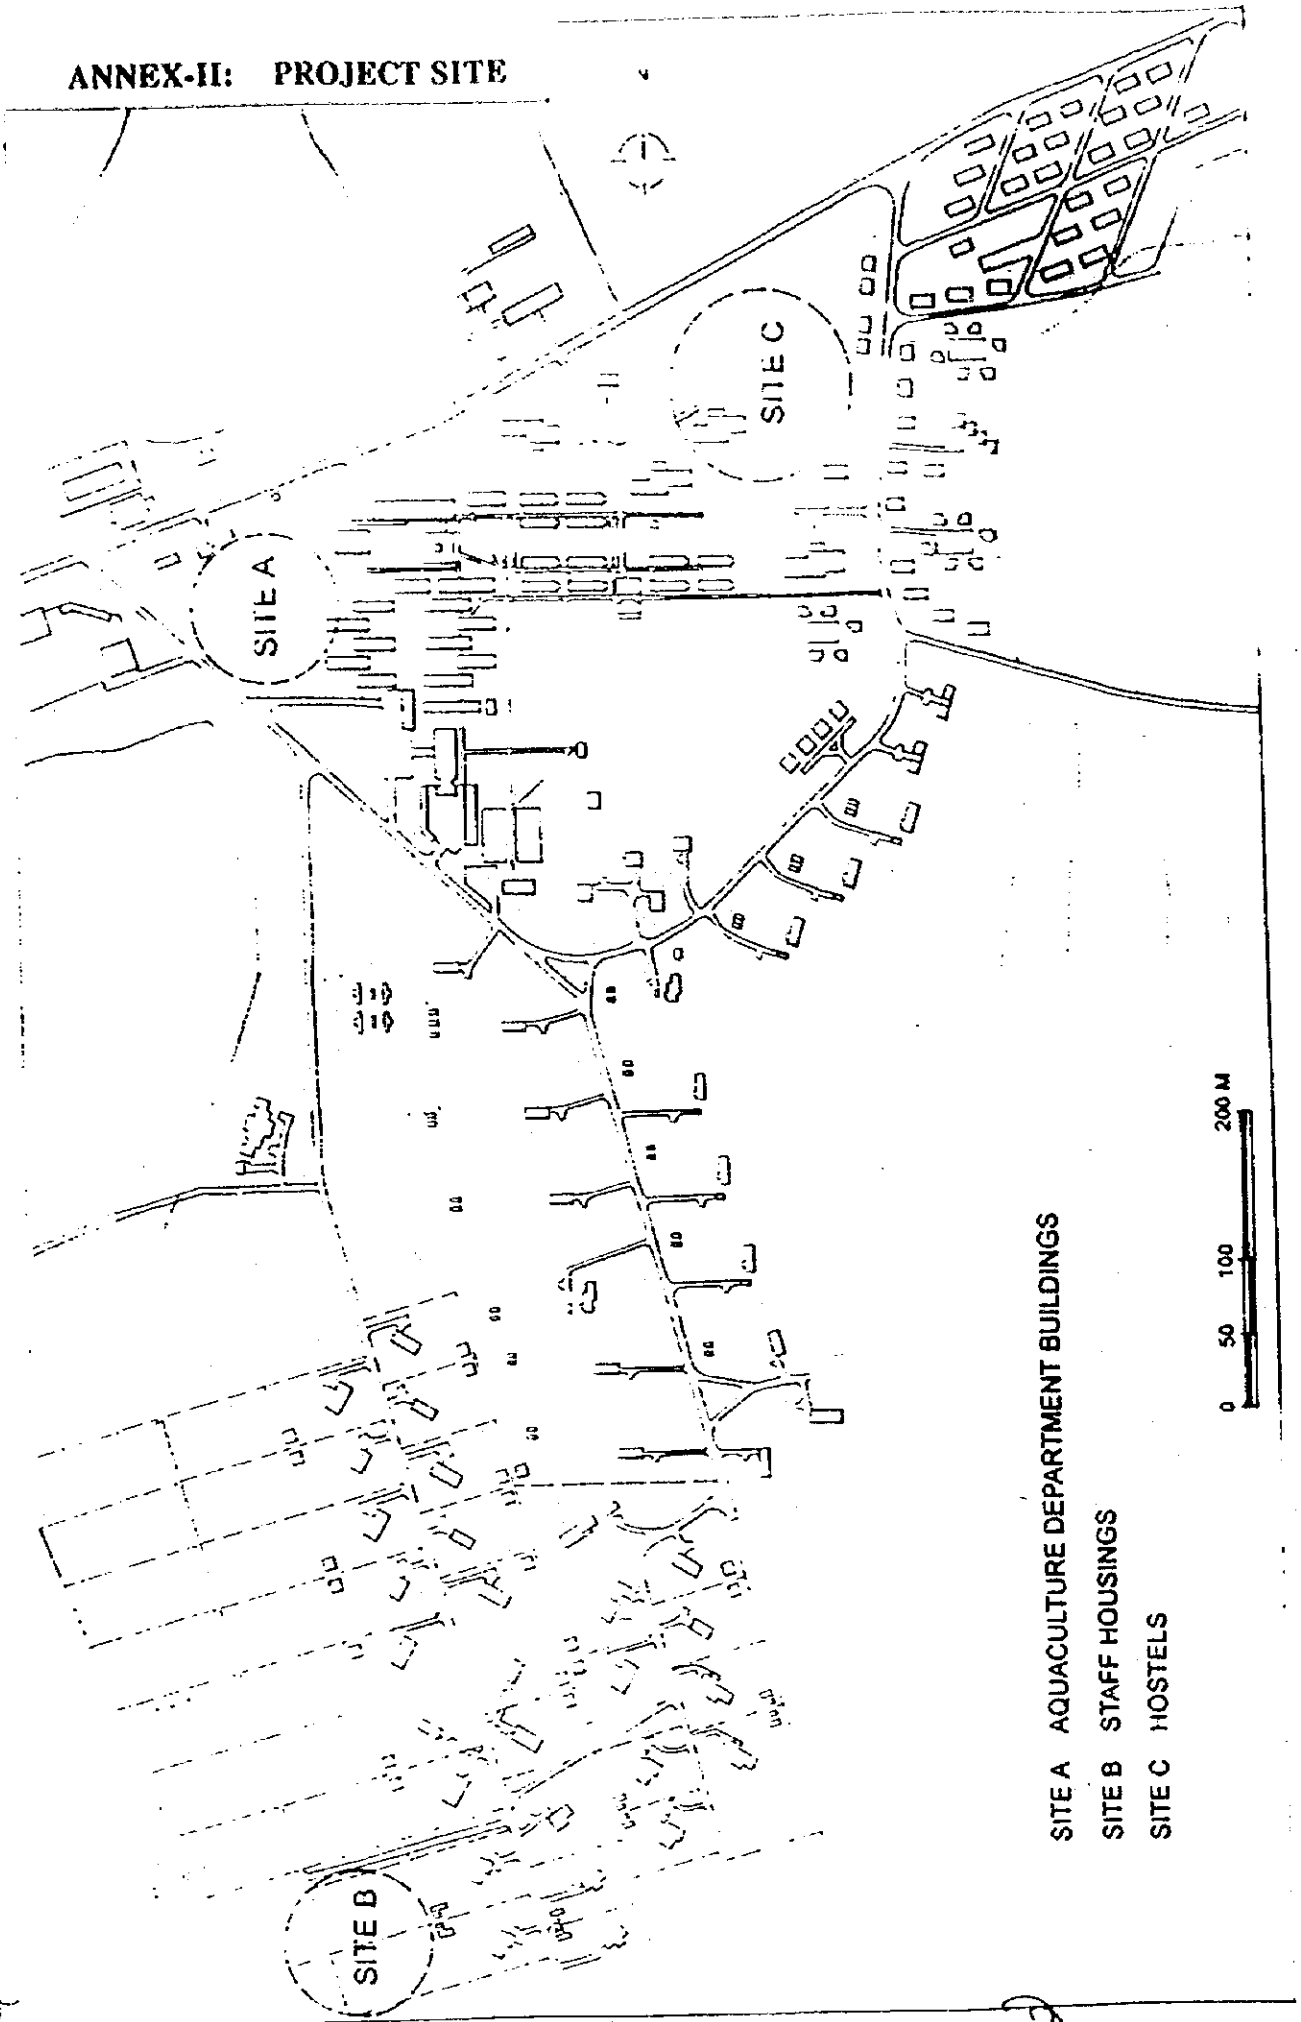 ANNEX-II: PROJECT SITE
SITE A
SITE B
SITE C
SITE A AQUACULTURE DEPARTMENT BUILDINGS
SITE B STAFF HOUSINGS
SITE C HOSTELS
0 50 100 200 M